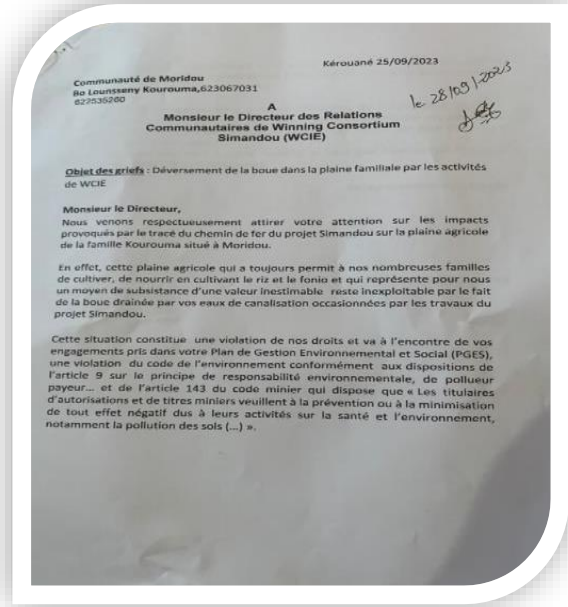 Kérouané 25/09/2023
le 28/09/2023
Communauté de Moridou
Bo Lounsseny Kourouma,623067031
622535260
A
Monsieur le Directeur des Relations
Communautaires de Winning Consortium
Simandou (WCIE)
Objet des griefs : Déversement de la boue dans la plaine familiale par les activités
de WCIE
Monsieur le Directeur,
Nous venons respectueusement attirer votre attention sur les impacts
provoqués par le tracé du chemin de fer du projet Simandou sur la plaine agricole
de la famille Kourouma situé à Moridou.
En effet, cette plaine agricole qui a toujours permit à nos nombreuses familles
de cultiver, de nourrir en cultivant le riz et le fonio et qui représente pour nous
un moyen de subsistance d'une valeur inestimable reste inexploitable par le fait
de la boue drainée par vos eaux de canalisation occasionnées par les travaux du
projet Simandou.
Cette situation constitue une violation de nos droits et va à l'encontre de vos
engagements pris dans votre Plan de Gestion Environnemental et Social (PGES),
une violation du code de l'environnement conformément aux dispositions de
l'article 9 sur le principe de responsabilité environnementale, de pollueur
payeur... et de l'article 143 du code minier qui dispose que « Les titulaires
d'autorisations et de titres miniers veuillent à la prévention ou à la minimisation
de tout effet négatif dus à leurs activités sur la santé et l'environnement,
notamment la pollution des sols (...) ».